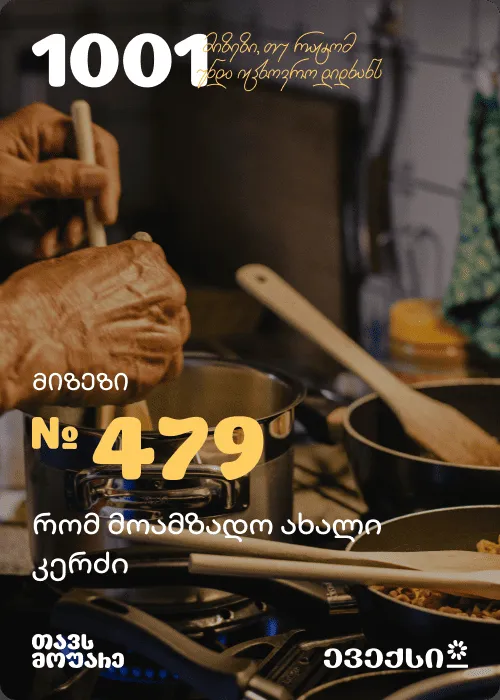 1001 მიზეზი, თუ რატომ
უნდა იცხოვრო დიდხანს
მიზეზი
№ 479
რომ მოამზადო ახალი
კერძი
თავს
მოუარე
ევექსი